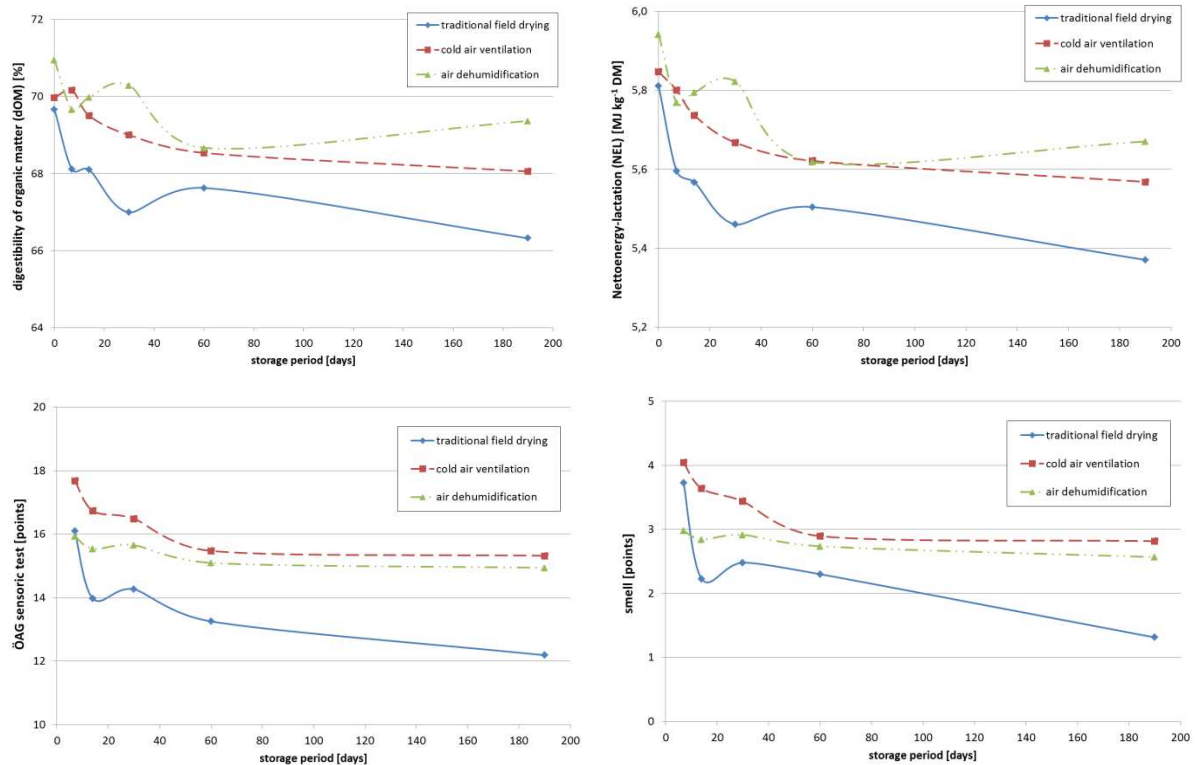 digestibility of organic mater (dOM) [%]
72
70
68
66
64
0 20 40 60 80 100 120 140 160 180 200
storage period [days]
traditional field drying
cold air ventilation
air dehumidification
Nettoenergy-lactation (NEL) [MJ kg-1 DM]
6,0
5,8
5,6
5,4
5,2
0 20 40 60 80 100 120 140 160 180 200
storage period [days]
traditional field drying
cold air ventilation
air dehumidification
ÖAG sensoric test [points]
20
18
16
14
12
10
0 20 40 60 80 100 120 140 160 180 200
storage period [days]
traditional field drying
cold air ventilation
air dehumidification
smell [points]
5
4
3
2
1
0
0 20 40 60 80 100 120 140 160 180 200
storage period [days]
traditional field drying
cold air ventilation
air dehumidification